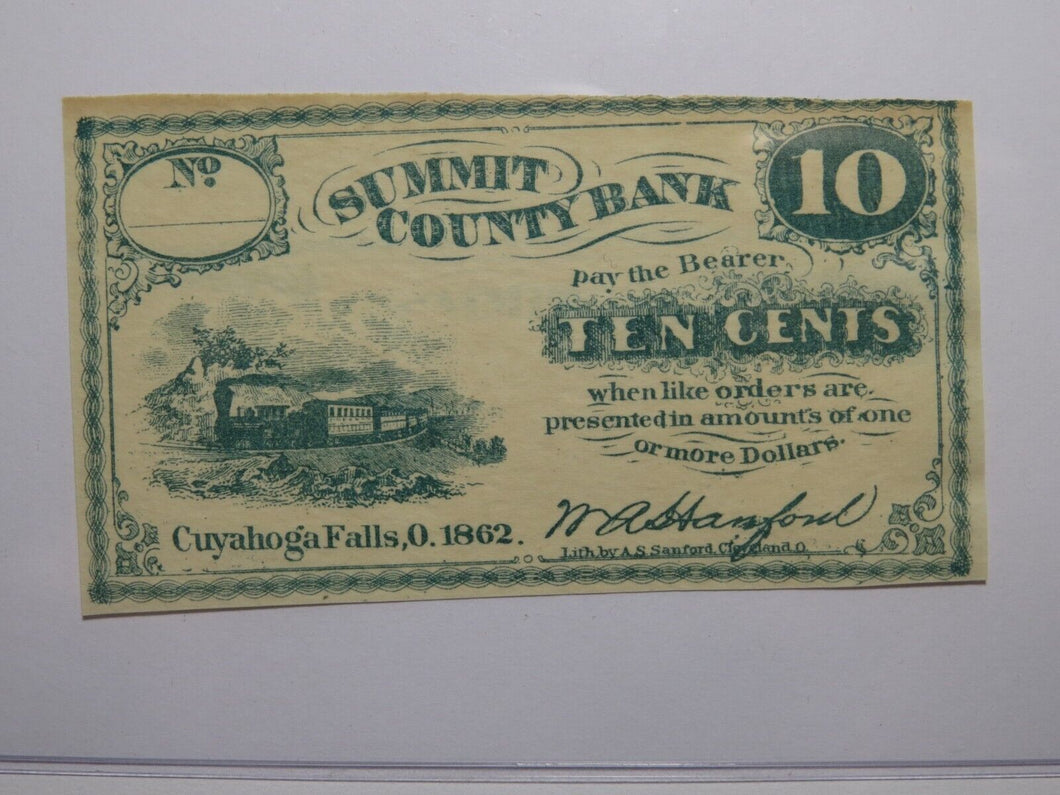 No.
SUMMIT
COUNTY BANK
10
pay the Bearer,
TEN CENTS
when like orders are
presented in amounts of one
or more Dollars.
Cuyahoga Falls, O. 1862.
W A Hanford
Lith. by A.S. Sanford, Cleveland. O.